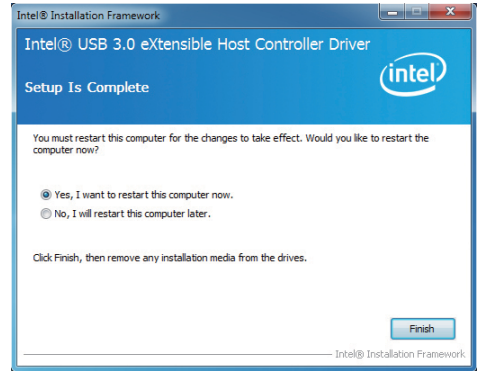 Intel® Installation Framework
Intel® USB 3.0 eXtensible Host Controller Driver
intel
Setup Is Complete
You must restart this computer for the changes to take effect. Would you like to restart the
computer now?
Yes, I want to restart this computer now.
No, I will restart this computer later.
Click Finish, then remove any installation media from the drives.
Finish
Intel® Installation Framework